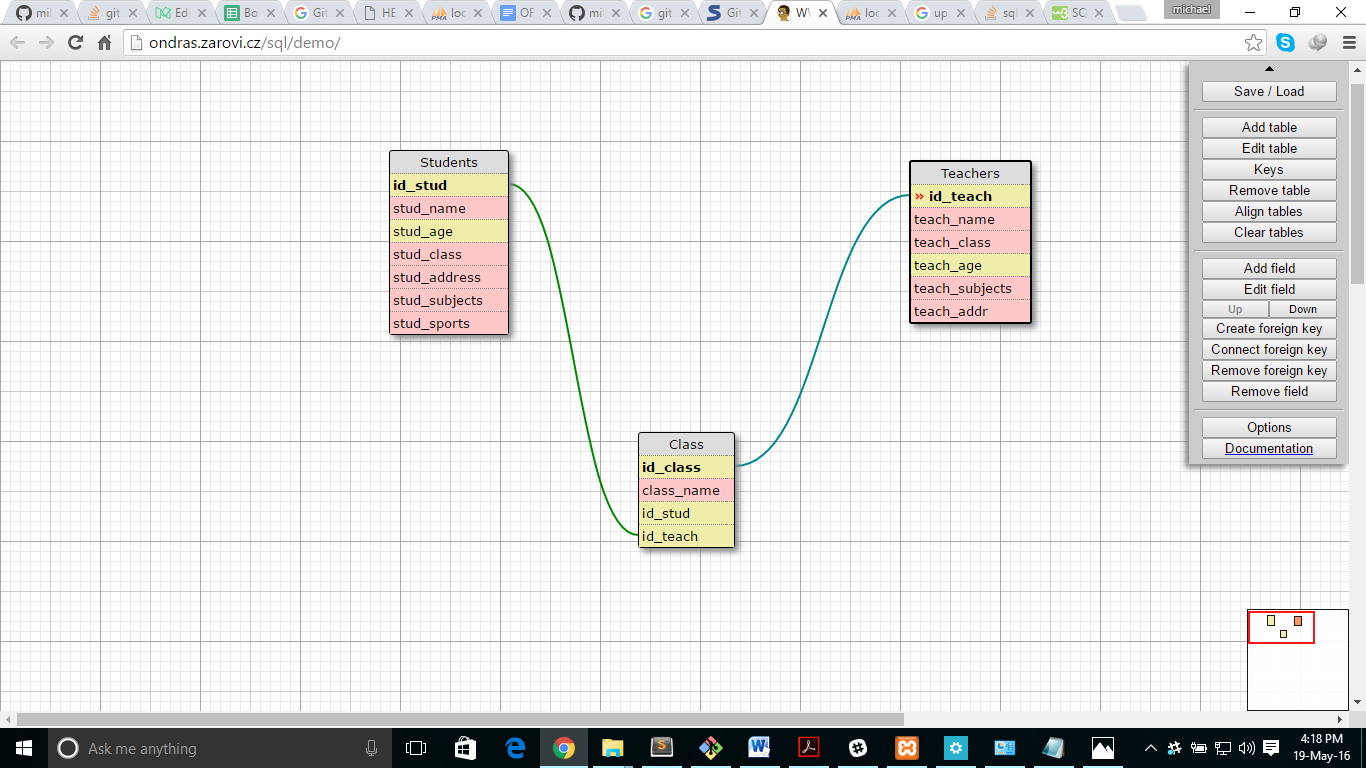 mil
git
Ed
Bo
Git
HE
loc
OF
mil
git
Git
W\
loc
up
sql
SC
michael
ondras.zarovi.cz/sql/demo/
Students
id_stud
stud_name
stud_age
stud_class
stud_address
stud_subjects
stud_sports
Teachers
» id_teach
teach_name
teach_class
teach_age
teach_subjects
teach_addr
Class
id_class
class_name
id_stud
id_teach
Save / Load
Add table
Edit table
Keys
Remove table
Align tables
Clear tables
Add field
Edit field
Up Down
Create foreign key
Connect foreign key
Remove foreign key
Remove field
Options
Documentation
Ask me anything
4:18 PM
19-May-16